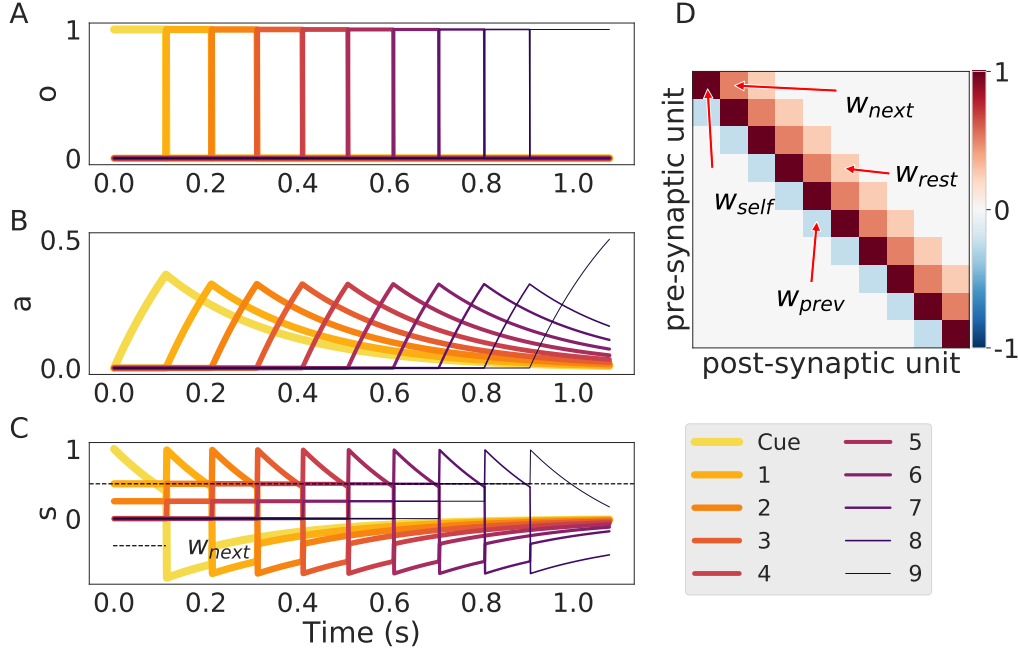 A
1
o
0
0.0 0.2 0.4 0.6 0.8 1.0
B
0.5
a
0.0
0.0 0.2 0.4 0.6 0.8 1.0
C
1
s
0
w_next
0.0 0.2 0.4 0.6 0.8 1.0
Time (s)
D
1
w_next
w_rest
0
w_self
w_prev
-1
pre-synaptic unit
post-synaptic unit
Cue 5
1 6
2 7
3 8
4 9